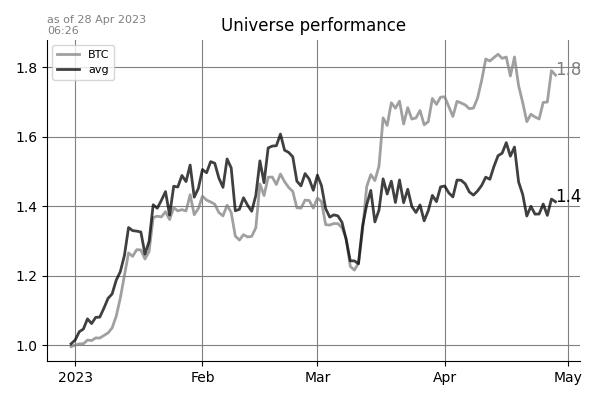 as of 28 Apr 2023
06:26
Universe performance
BTC
avg
1.8
1.6
1.4
1.2
1.0
1.8
1.4
2023
Feb
Mar
Apr
May